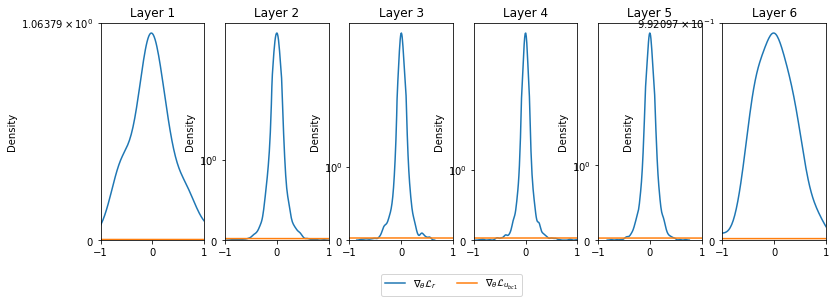 Layer 1 Layer 2 Layer 3 Layer 4 Layer 5 Layer 6
1.06379 × 10⁰ 9.92097 × 10⁻¹
Density Density Density Density Density Density
10⁰ 10⁰ 10⁰ 10⁰
0 0 0 0 0 0
−1 0 1 −1 0 1 −1 0 1 −1 0 1 −1 0 1 −1 0 1
∇θℒr ∇θℒu_bc1